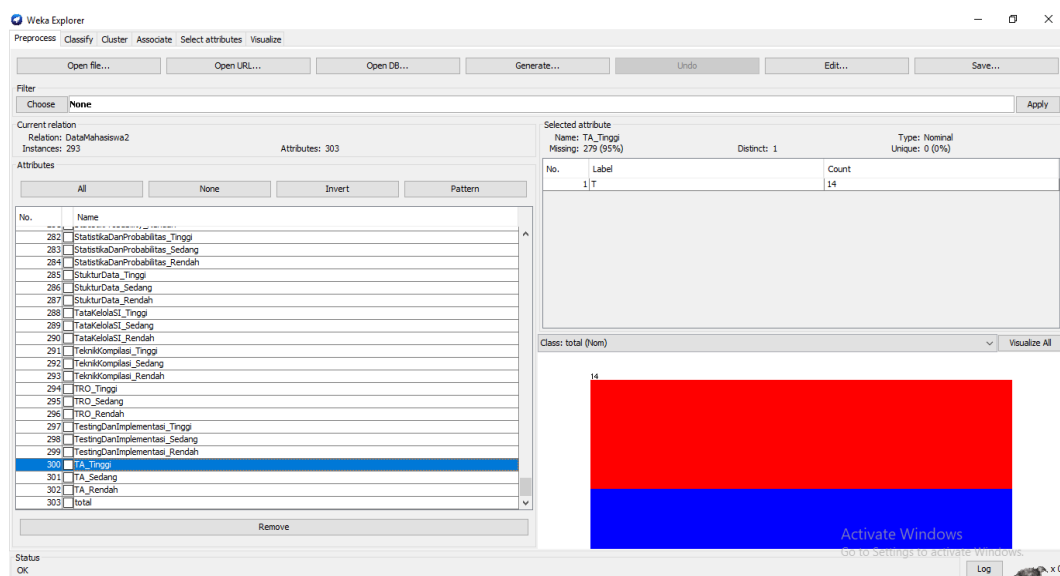 Weka Explorer
Preprocess Classify Cluster Associate Select attributes Visualize
Open file... Open URL... Open DB... Generate... Undo Edit... Save...
Filter
Choose None Apply
Current relation
Relation: DataMahasiswa2
Instances: 293 Attributes: 303
Attributes
All None Invert Pattern
No. Name
282 StatistikaDanProbabilitas_Tinggi
283 StatistikaDanProbabilitas_Sedang
284 StatistikaDanProbabilitas_Rendah
285 StukturData_Tinggi
286 StukturData_Sedang
287 StukturData_Rendah
288 TataKelolaSI_Tinggi
289 TataKelolaSI_Sedang
290 TataKelolaSI_Rendah
291 TeknikKompilasi_Tinggi
292 TeknikKompilasi_Sedang
293 TeknikKompilasi_Rendah
294 TRO_Tinggi
295 TRO_Sedang
296 TRO_Rendah
297 TestingDanImplementasi_Tinggi
298 TestingDanImplementasi_Sedang
299 TestingDanImplementasi_Rendah
300 TA_Tinggi
301 TA_Sedang
302 TA_Rendah
303 total
Remove
Selected attribute
Name: TA_Tinggi Type: Nominal
Missing: 279 (95%) Distinct: 1 Unique: 0 (0%)
No. Label Count
1 T 14
Class: total (Nom) Visualize All
14
Activate Windows
Go to Settings to activate Windows.
Status
OK
Log